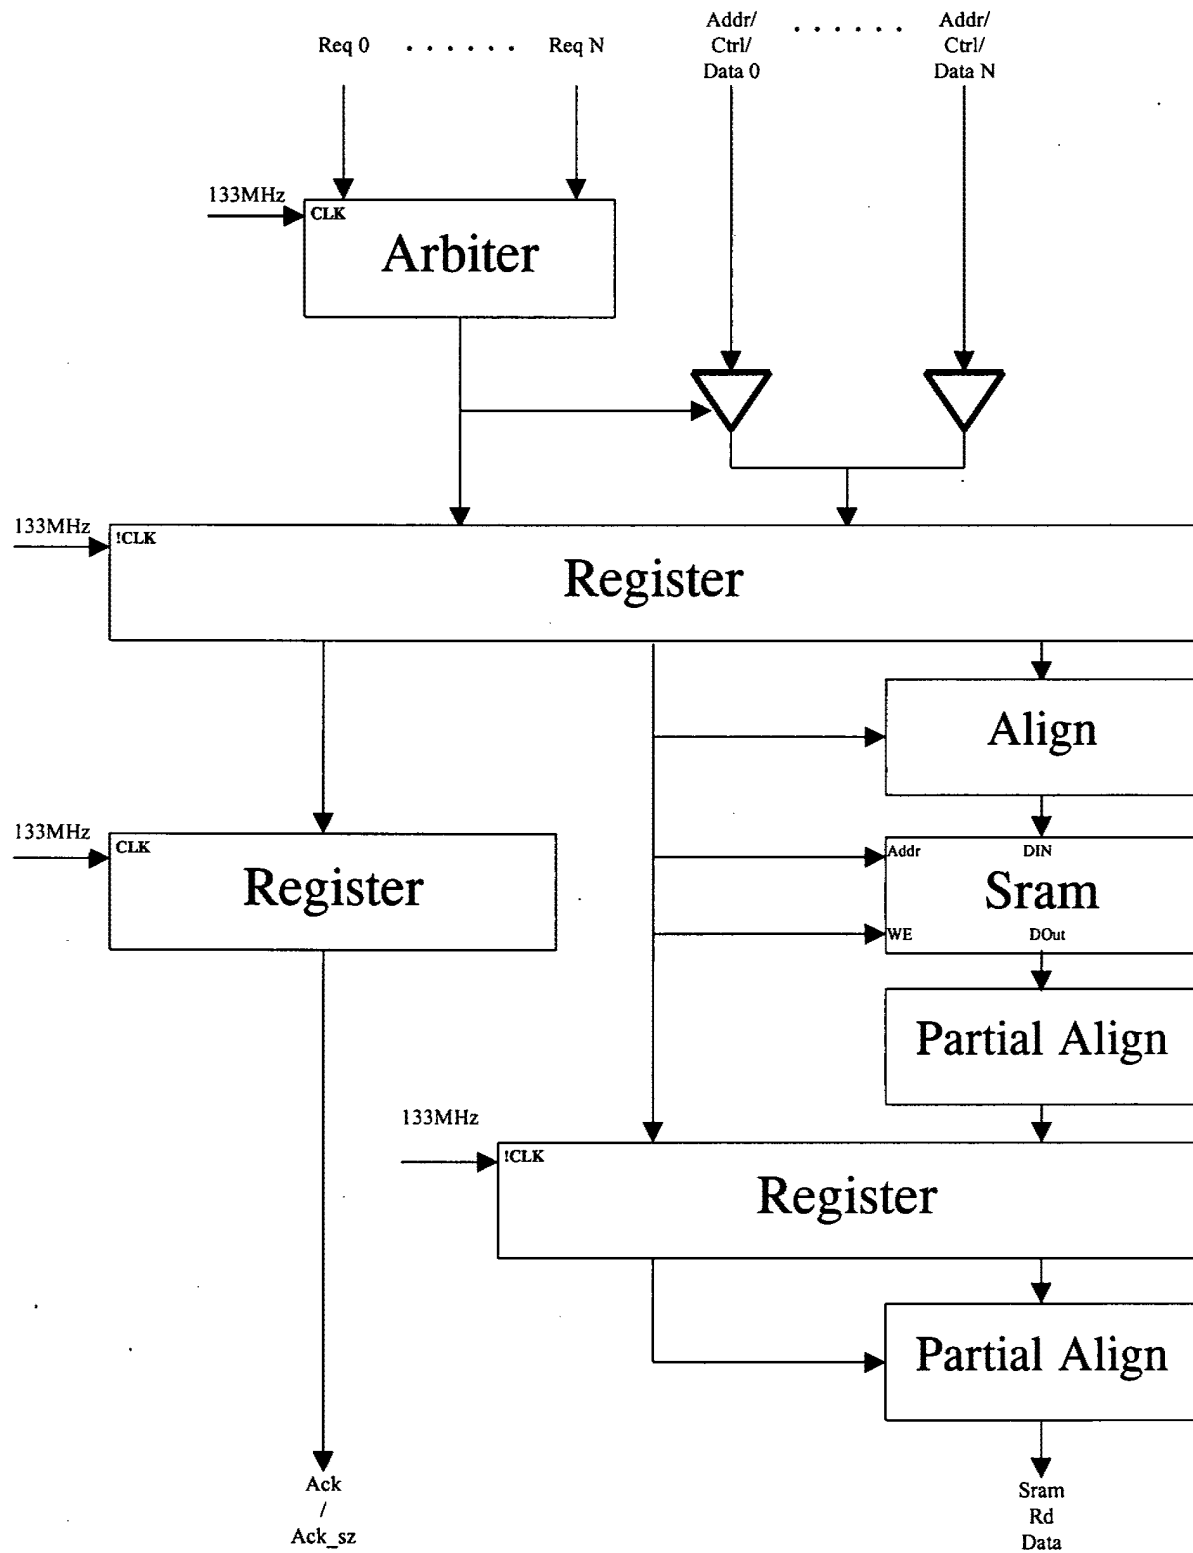 Req 0 . . . . . . Req N
Addr/ . . . . . . Addr/
Ctrl/ Ctrl/
Data 0 Data N
133MHz
CLK
Arbiter
133MHz
!CLK
Register
Align
133MHz
CLK
Register
Addr DIN
Sram
WE DOut
Partial Align
133MHz
!CLK
Register
Partial Align
Ack
/
Ack_sz
Sram
Rd
Data